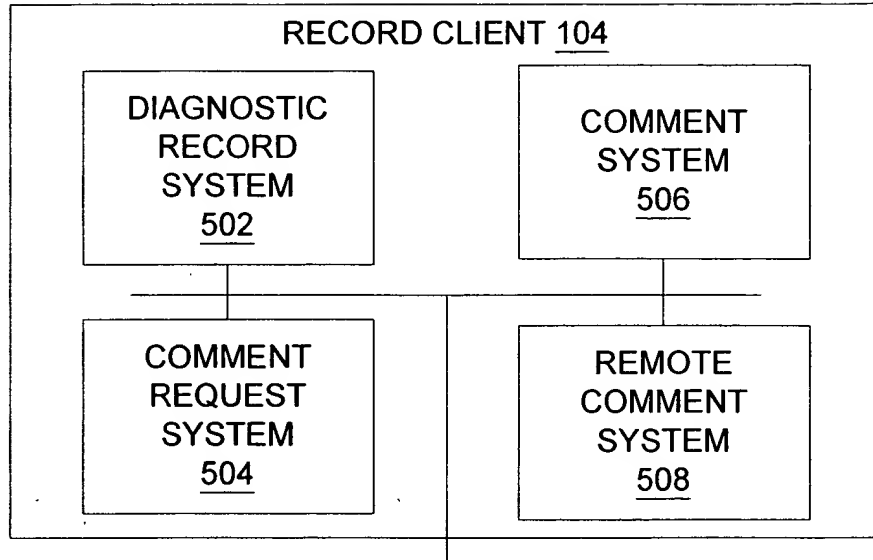 RECORD CLIENT 104
DIAGNOSTIC
RECORD
SYSTEM
502
COMMENT
SYSTEM
506
COMMENT
REQUEST
SYSTEM
504
REMOTE
COMMENT
SYSTEM
508